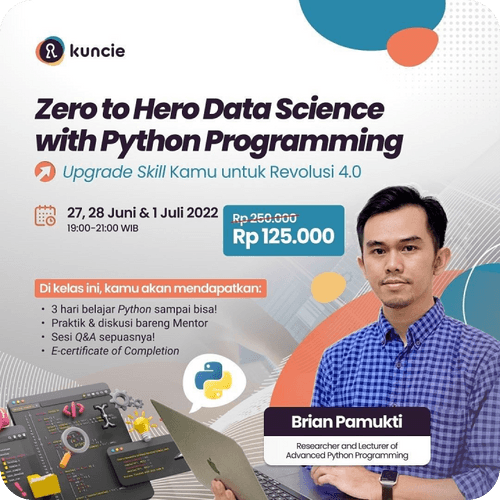 kuncie
Zero to Hero Data Science
with Python Programming
Upgrade Skill Kamu untuk Revolusi 4.0
27, 28 Juni & 1 Juli 2022
19:00-21:00 WIB
Rp 250.000
Rp 125.000
Di kelas ini, kamu akan mendapatkan:
• 3 hari belajar Python sampai bisa!
• Praktik & diskusi bareng Mentor
• Sesi Q&A sepuasnya!
• E-certificate of Completion
Brian Pamukti
Researcher and Lecturer of
Advanced Python Programming